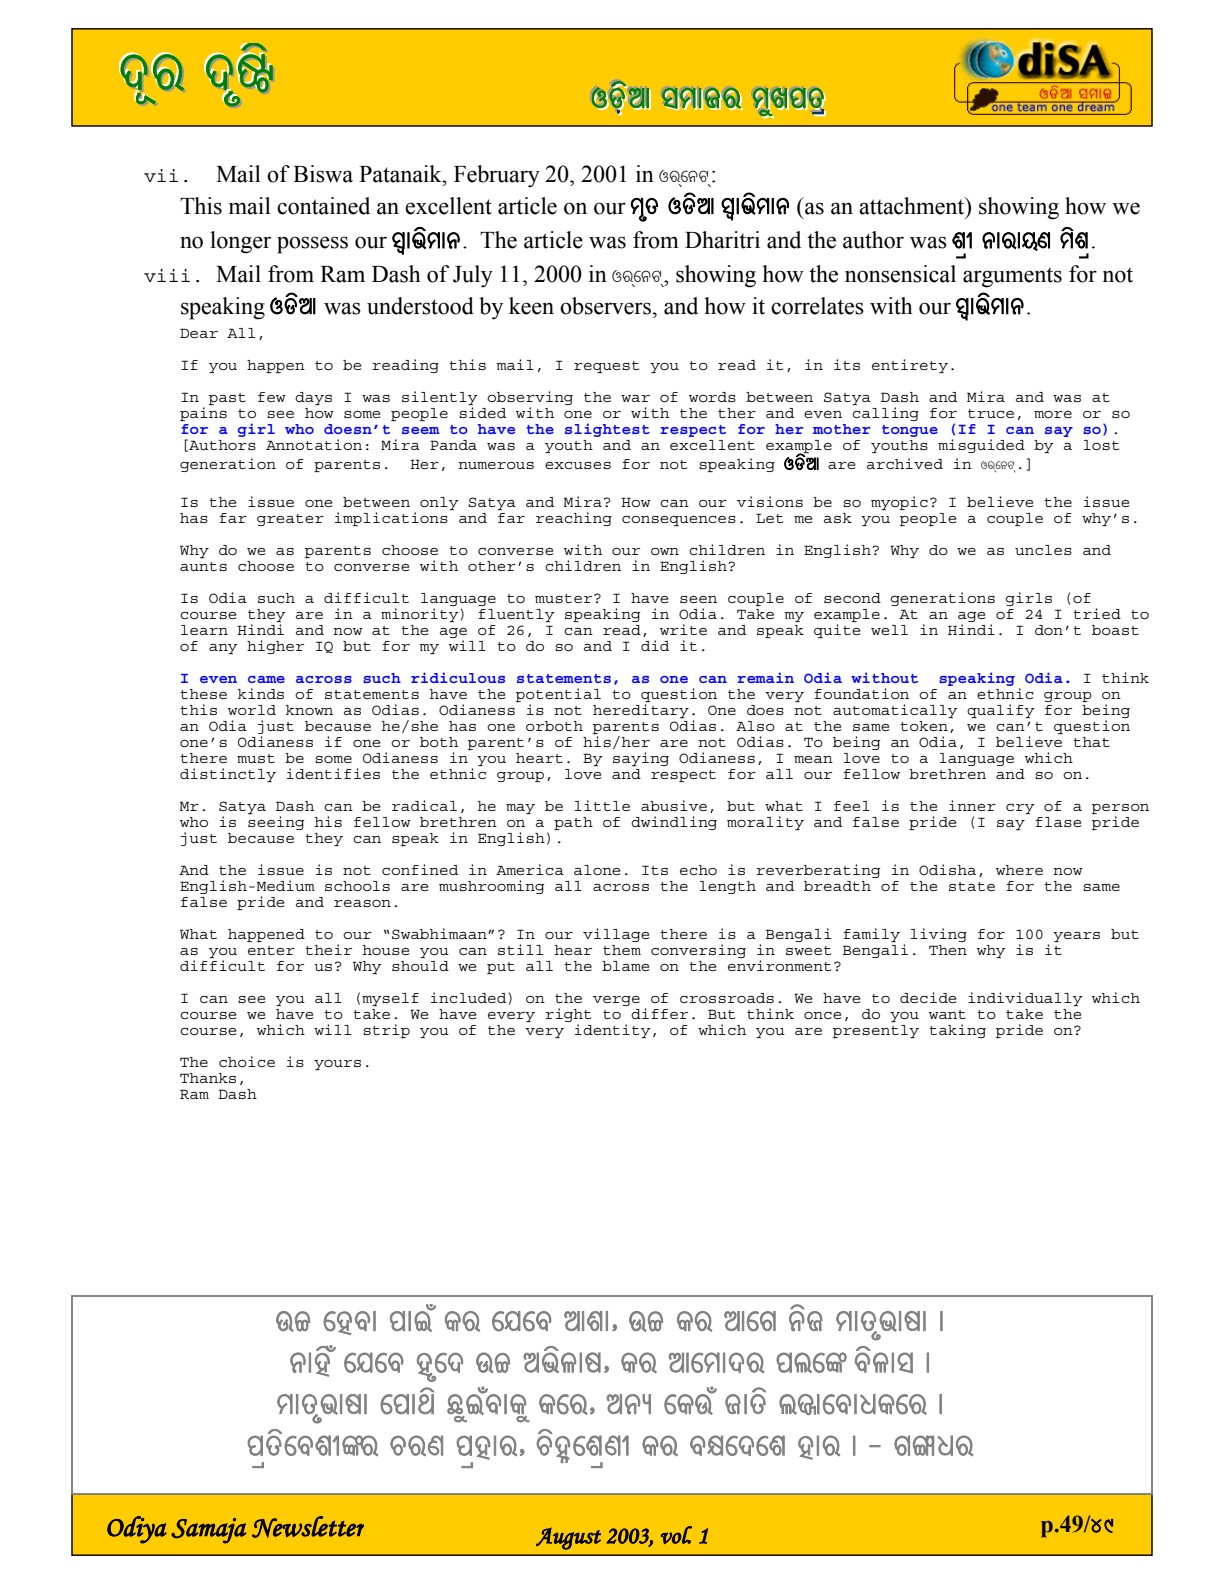 ଦୂର ଦୃଷ୍ଟି
ଓଡ଼ିଆ ସମାଜର ମୁଖପତ୍ର
OdiSA
ଓଡିଆ ସମାଜ
one team one dream
vii. Mail of Biswa Patanaik, February 20, 2001 in ଓର୍‌ନେଟ୍:
This mail contained an excellent article on our ମୃତ ଓଡିଆ ସ୍ୱାଭିମାନ (as an attachment) showing how we
no longer possess our ସ୍ୱାଭିମାନ. The article was from Dharitri and the author was ଶ୍ରୀ ନାରାୟଣ ମିଶ୍ର.
viii. Mail from Ram Dash of July 11, 2000 in ଓର୍‌ନେଟ୍, showing how the nonsensical arguments for not
speaking ଓଡିଆ was understood by keen observers, and how it correlates with our ସ୍ୱାଭିମାନ.
Dear All,
If you happen to be reading this mail, I request you to read it, in its entirety.
In past few days I was silently observing the war of words between Satya Dash and Mira and was at
pains to see how some people sided with one or with the ther and even calling for truce, more or so
for a girl who doesn't seem to have the slightest respect for her mother tongue (If I can say so).
[Authors Annotation: Mira Panda was a youth and an excellent example of youths misguided by a lost
generation of parents. Her, numerous excuses for not speaking ଓଡିଆ are archived in ଓର୍‌ନେଟ୍.]
Is the issue one between only Satya and Mira? How can our visions be so myopic? I believe the issue
has far greater implications and far reaching consequences. Let me ask you people a couple of why's.
Why do we as parents choose to converse with our own children in English? Why do we as uncles and
aunts choose to converse with other's children in English?
Is Odia such a difficult language to muster? I have seen couple of second generations girls (of
course they are in a minority) fluently speaking in Odia. Take my example. At an age of 24 I tried to
learn Hindi and now at the age of 26, I can read, write and speak quite well in Hindi. I don't boast
of any higher IQ but for my will to do so and I did it.
I even came across such ridiculous statements, as one can remain Odia without speaking Odia. I think
these kinds of statements have the potential to question the very foundation of an ethnic group on
this world known as Odias. Odianess is not hereditary. One does not automatically qualify for being
an Odia just because he/she has one orboth parents Odias. Also at the same token, we can't question
one's Odianess if one or both parent's of his/her are not Odias. To being an Odia, I believe that
there must be some Odianess in you heart. By saying Odianess, I mean love to a language which
distinctly identifies the ethnic group, love and respect for all our fellow brethren and so on.
Mr. Satya Dash can be radical, he may be little abusive, but what I feel is the inner cry of a person
who is seeing his fellow brethren on a path of dwindling morality and false pride (I say flase pride
just because they can speak in English).
And the issue is not confined in America alone. Its echo is reverberating in Odisha, where now
English-Medium schools are mushrooming all across the length and breadth of the state for the same
false pride and reason.
What happened to our "Swabhimaan"? In our village there is a Bengali family living for 100 years but
as you enter their house you can still hear them conversing in sweet Bengali. Then why is it
difficult for us? Why should we put all the blame on the environment?
I can see you all (myself included) on the verge of crossroads. We have to decide individually which
course we have to take. We have every right to differ. But think once, do you want to take the
course, which will strip you of the very identity, of which you are presently taking pride on?
The choice is yours.
Thanks,
Ram Dash
ଉଚ୍ଚ ହେବା ପାଇଁ କର ଯେବେ ଆଶା, ଉଚ୍ଚ କର ଆଗେ ନିଜ ମାତୃଭାଷା ।
ନାହିଁ ଯେବେ ହୃଦେ ଉଚ୍ଚ ଅଭିଳାଷ, କର ଆମୋଦର ପଲଙ୍କେ ବିଳାସ ।
ମାତୃଭାଷା ପୋଥି ଛୁଇଁବାକୁ କରେ, ଅନ୍ୟ କେଉଁ ଜାତି ଲଜ୍ଜାବୋଧକରେ ।
ପ୍ରତିବେଶୀଙ୍କର ଚରଣ ପ୍ରହାର, ଚିହ୍ନଶ୍ରେଣୀ କର ବକ୍ଷଦେଶେ ହାର । – ଗଙ୍ଗାଧର
Odiya Samaja Newsletter
August 2003, vol. 1
p.49/୪୯